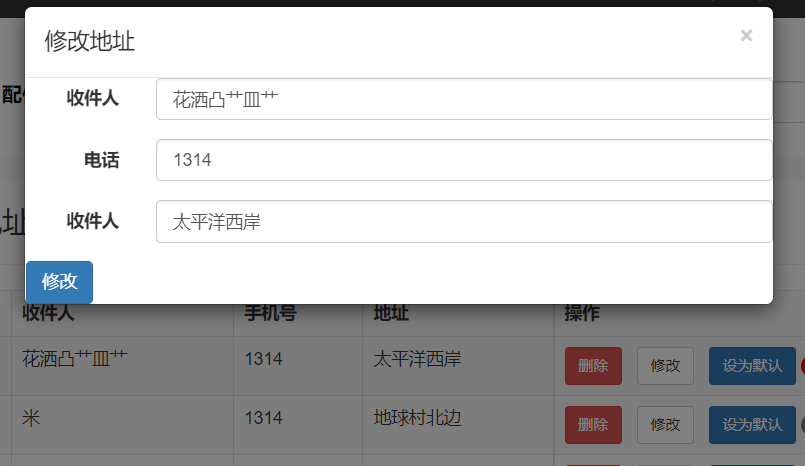 修改地址
×
收件人
花洒凸艹皿艹
电话
1314
收件人
太平洋西岸
修改
收件人 手机号 地址 操作
花洒凸艹皿艹 1314 太平洋西岸 删除 修改 设为默认
米 1314 地球村北边 删除 修改 设为默认